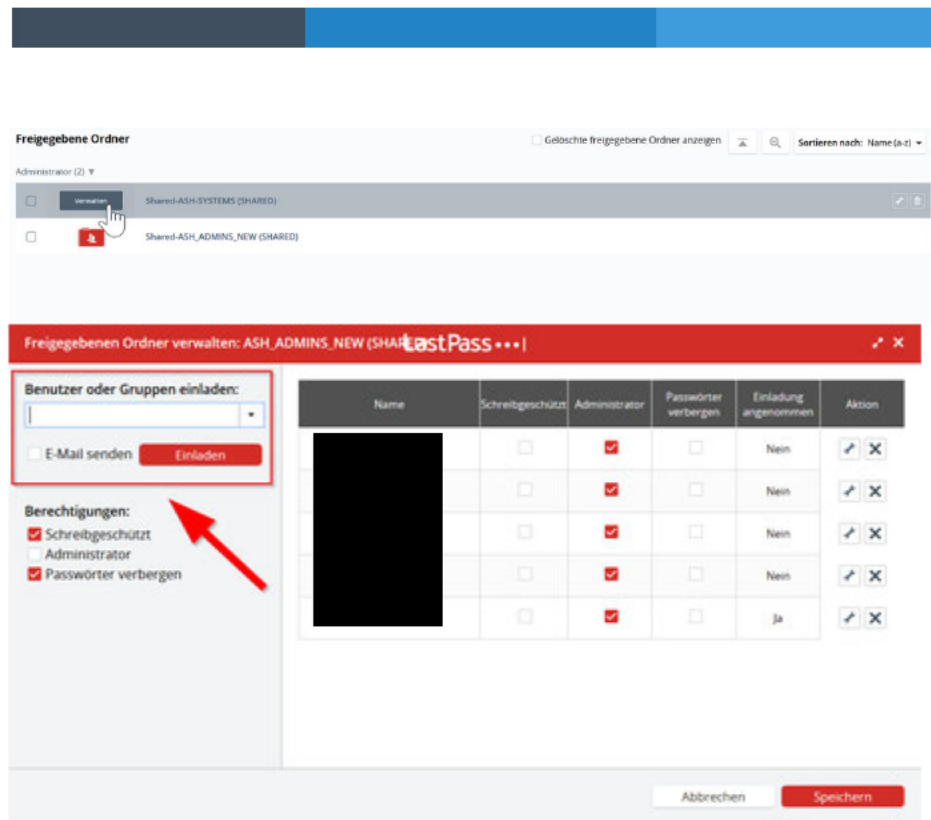 Freigegebene Ordner
Gelöschte freigegebene Ordner anzeigen
Sortieren nach: Name (a-z)
Administrator (2)
Verwalten
Shared-ASH-SYSTEMS (SHARED)
Shared-ASH_ADMINS_NEW (SHARED)
Freigegebenen Ordner verwalten: ASH_ADMINS_NEW (SHAR
LastPass
Benutzer oder Gruppen einladen:
E-Mail senden
Einladen
Berechtigungen:
Schreibgeschützt
Administrator
Passwörter verbergen
Name Schreibgeschützt Administrator Passwörter verbergen Einladung angenommen Aktion
Nein
Nein
Nein
Nein
Ja
Abbrechen
Speichern